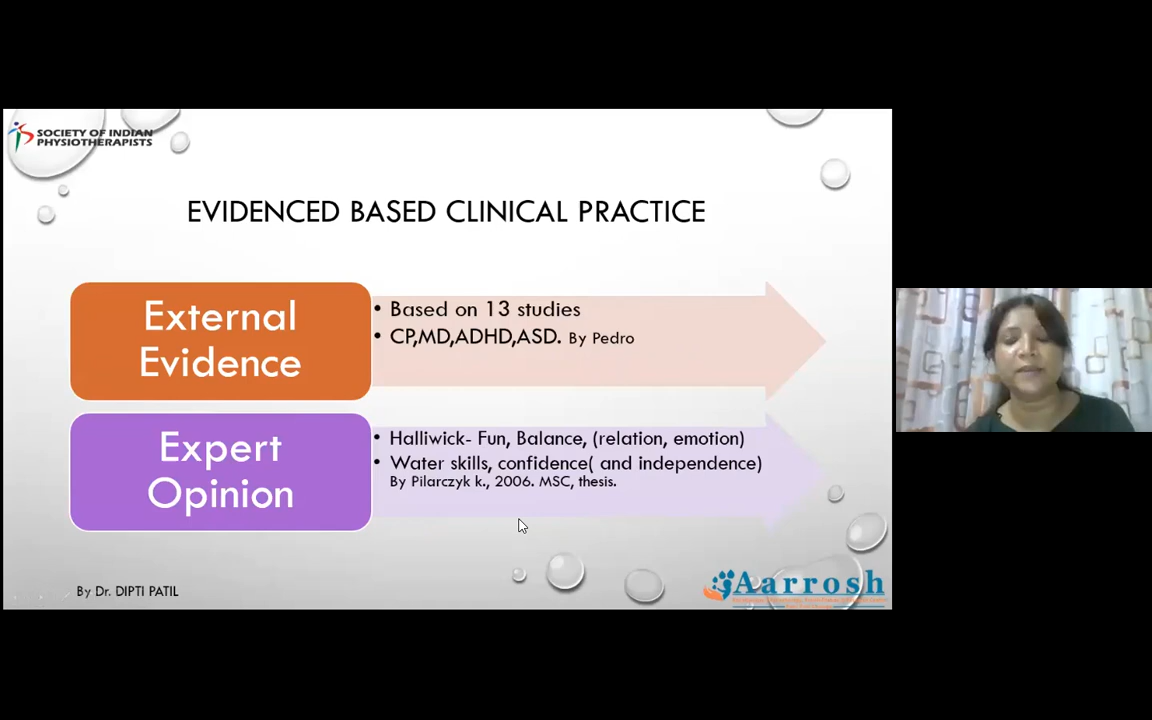 SOCIETY OF INDIAN
PHYSIOTHERAPISTS
EVIDENCED BASED CLINICAL PRACTICE
External
Evidence
• Based on 13 studies
• CP,MD,ADHD,ASD. By Pedro
Expert
Opinion
• Halliwick- Fun, Balance, (relation, emotion)
• Water skills, confidence( and independence)
By Pilarczyk k., 2006. MSC, thesis.
By Dr. DIPTI PATIL
Aarrosh